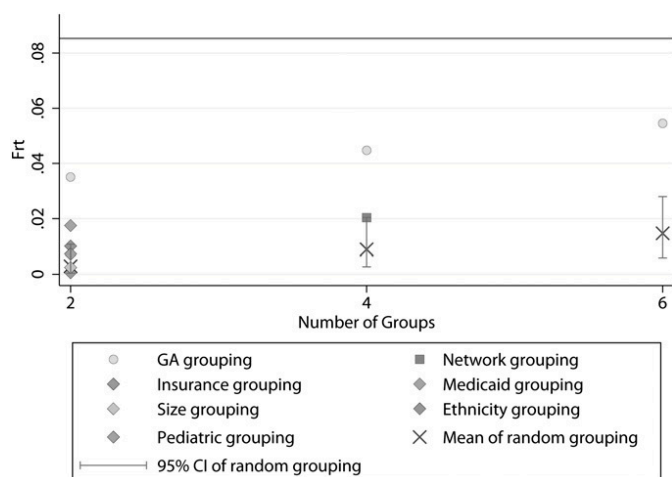 .08
.06
Frt
.04
.02
0
2 4 6
Number of Groups
GA grouping Network grouping
Insurance grouping Medicaid grouping
Size grouping Ethnicity grouping
Pediatric grouping Mean of random grouping
95% CI of random grouping